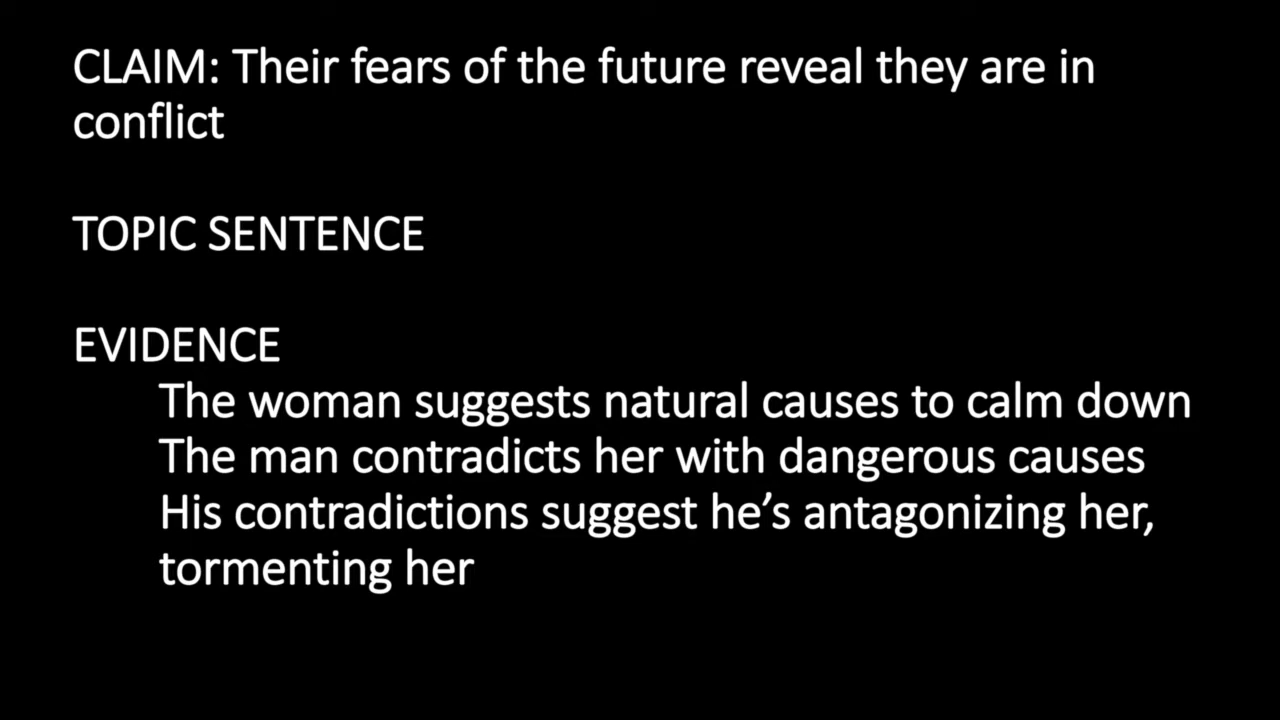 CLAIM: Their fears of the future reveal they are in
conflict
TOPIC SENTENCE
EVIDENCE
The woman suggests natural causes to calm down
The man contradicts her with dangerous causes
His contradictions suggest he’s antagonizing her,
tormenting her